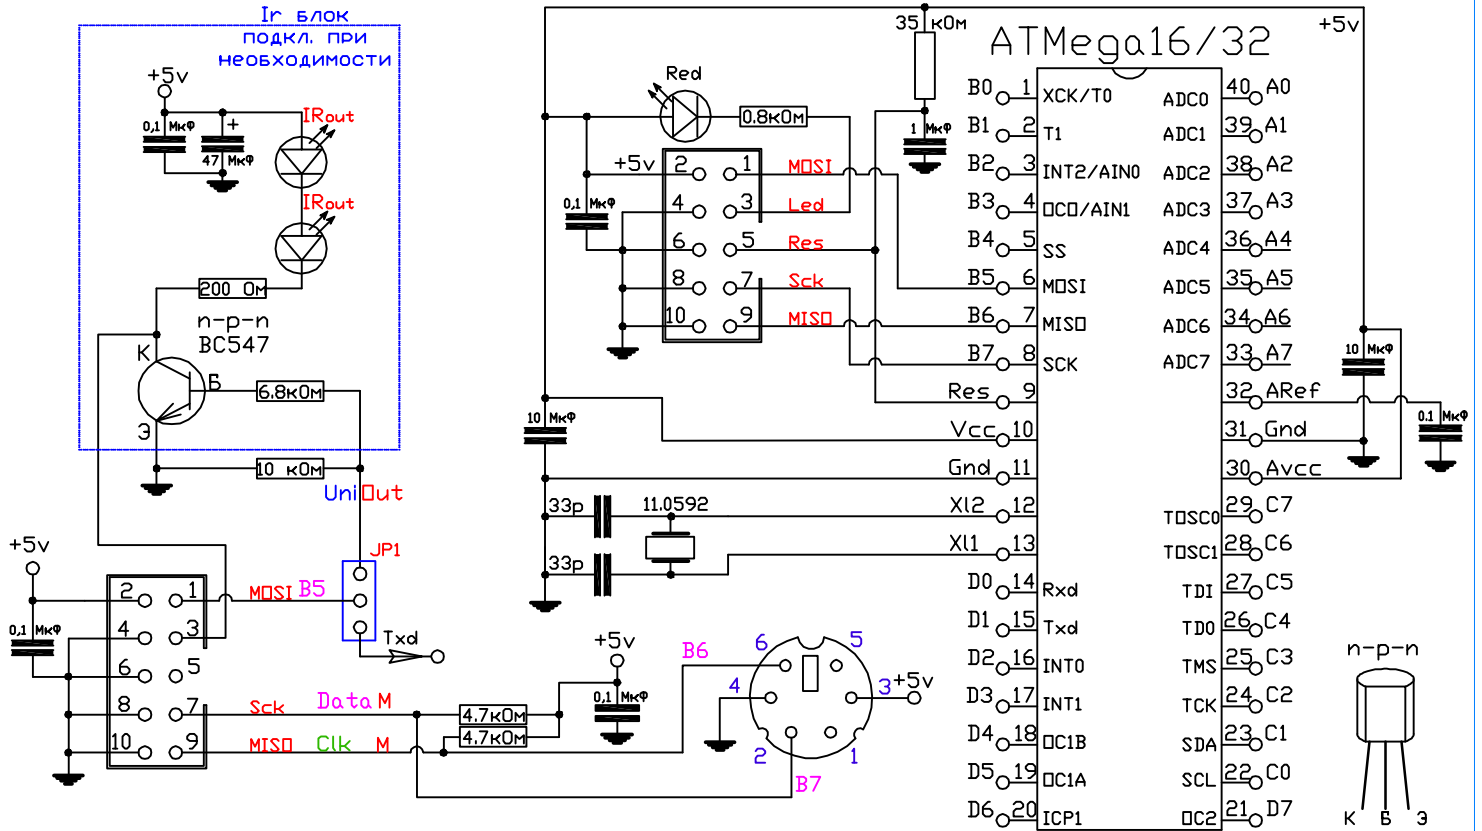 Ir БЛОК
ПОДКЛ. ПРИ
НЕОБХОДИМОСТИ
+5v
0,1 МкФ
+
47 МкФ
IRout
IRout
200 Ом
n-p-n
BC547
К
Б
Э
6.8кОм
10 кОм
UniOut
JP1
+5v
0,1 МкФ
2 1
4 3
6 5
8 7
10 9
MOSI B5
Txd
Sck Data M
MISO Clk M
4.7кОм
4.7кОм
+5v
0,1 МкФ
B6
B7
6 5
4 3 +5v
2 1
35 кОм
+5v
Red
0.8кОм
1 МкФ
+5v
0,1 МкФ
2 1 MOSI
4 3 Led
6 5 Res
8 7 Sck
10 9 MISO
10 МкФ
33p
11.0592
33p
ATMega16/32
B0 1 XCK/T0 ADC0 40 A0
B1 2 T1 ADC1 39 A1
B2 3 INT2/AIN0 ADC2 38 A2
B3 4 OC0/AIN1 ADC3 37 A3
B4 5 SS ADC4 36 A4
B5 6 MOSI ADC5 35 A5
B6 7 MISO ADC6 34 A6
B7 8 SCK ADC7 33 A7
Res 9 32 ARef
Vcc 10 31 Gnd
Gnd 11 30 Avcc
Xl2 12 TOSC0 29 C7
Xl1 13 TOSC1 28 C6
D0 14 Rxd TDI 27 C5
D1 15 Txd TDO 26 C4
D2 16 INT0 TMS 25 C3
D3 17 INT1 TCK 24 C2
D4 18 OC1B SDA 23 C1
D5 19 OC1A SCL 22 C0
D6 20 ICP1 OC2 21 D7
10 МкФ
0.1 МкФ
n-p-n
К Б Э